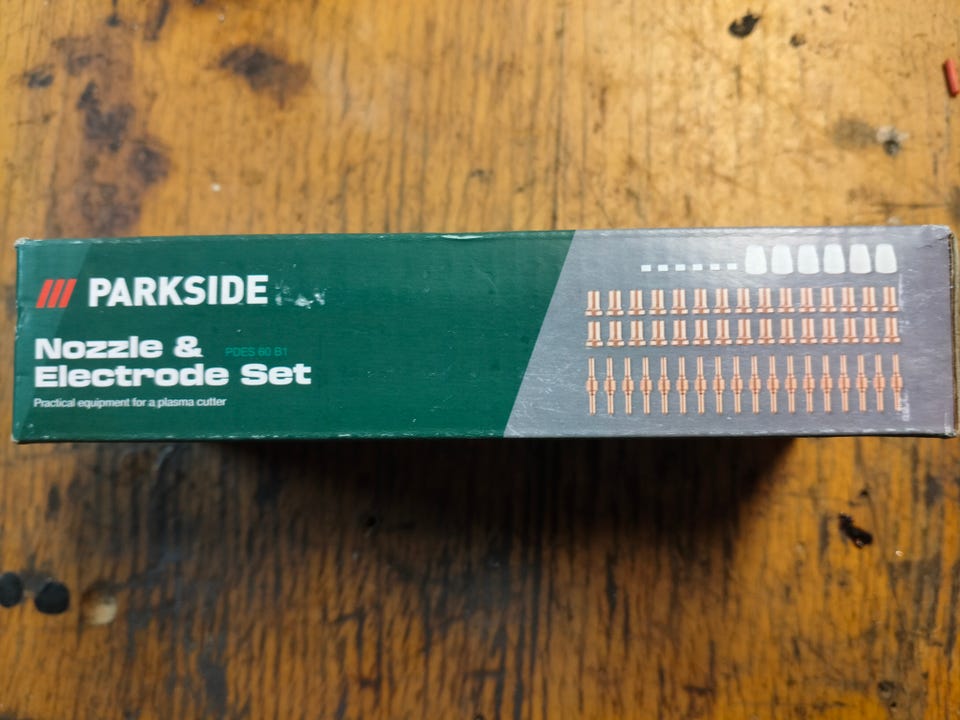 PARKSIDE
Nozzle & PDES 60 B1
Electrode Set
Practical equipment for a plasma cutter